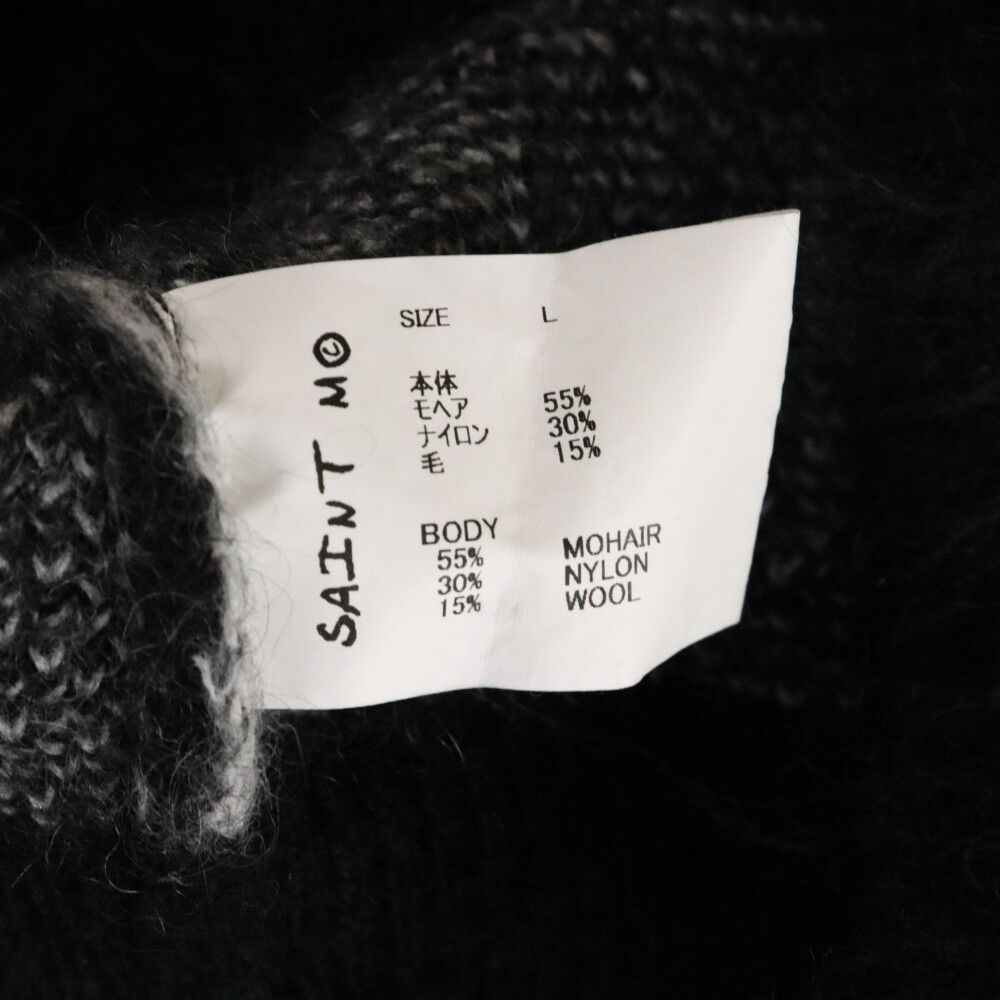 SAINT M©
SIZE L
本体
モヘア 55%
ナイロン 30%
毛 15%
BODY
55% MOHAIR
30% NYLON
15% WOOL